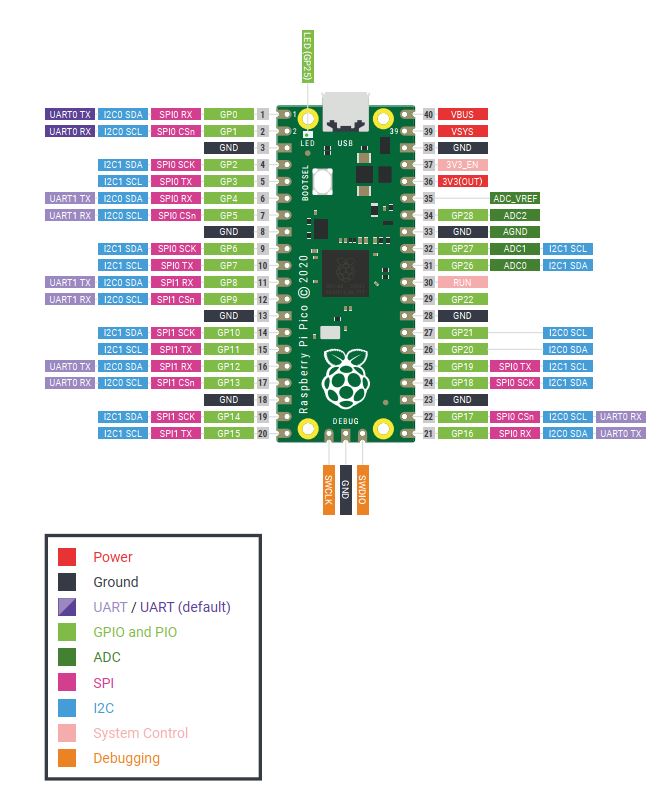 LED (GP25)
UART0 TX I2C0 SDA SPI0 RX GP0 1 1 40 VBUS
UART0 RX I2C0 SCL SPI0 CSn GP1 2 2 39 39 VSYS
GND 3 LED USB 38 GND
I2C1 SDA SPI0 SCK GP2 4 37 3V3_EN
I2C1 SCL SPI0 TX GP3 5 BOOTSEL 36 3V3(OUT)
UART1 TX I2C0 SDA SPI0 RX GP4 6 35 ADC_VREF
UART1 RX I2C0 SCL SPI0 CSn GP5 7 34 GP28 ADC2
GND 8 33 GND AGND
I2C1 SDA SPI0 SCK GP6 9 32 GP27 ADC1 I2C1 SCL
I2C1 SCL SPI0 TX GP7 10 31 GP26 ADC0 I2C1 SDA
UART1 TX I2C0 SDA SPI1 RX GP8 11 30 RUN
UART1 RX I2C0 SCL SPI1 CSn GP9 12 29 GP22
GND 13 28 GND
I2C1 SDA SPI1 SCK GP10 14 27 GP21 I2C0 SCL
I2C1 SCL SPI1 TX GP11 15 26 GP20 I2C0 SDA
UART0 TX I2C0 SDA SPI1 RX GP12 16 25 GP19 SPI0 TX I2C1 SCL
UART0 RX I2C0 SCL SPI1 CSn GP13 17 24 GP18 SPI0 SCK I2C1 SDA
GND 18 23 GND
I2C1 SDA SPI1 SCK GP14 19 22 GP17 SPI0 CSn I2C0 SCL UART0 RX
I2C1 SCL SPI1 TX GP15 20 21 GP16 SPI0 RX I2C0 SDA UART0 TX
Raspberry Pi Pico © 2020
DEBUG
SWCLK GND SWDIO
Power
Ground
UART / UART (default)
GPIO and PIO
ADC
SPI
I2C
System Control
Debugging